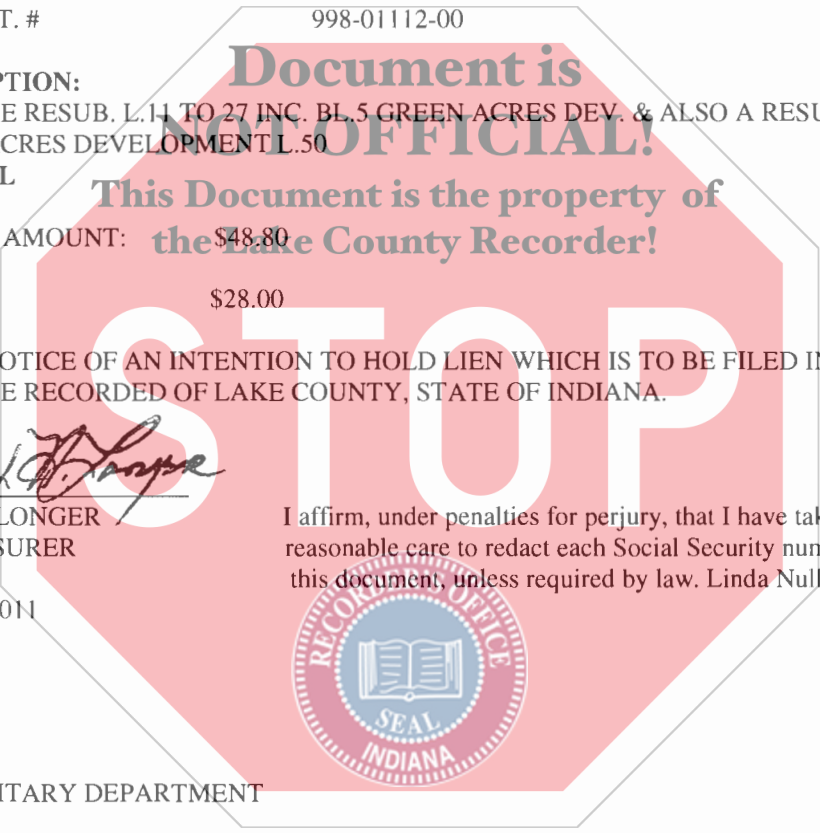 T. # 998-01112-00
Document is
PTION:
E RESUB. L.11 TO 27 INC. BL.5 GREEN ACRES DEV. & ALSO A RESU
NOT OFFICIAL!
CRES DEVELOPMENT L.50
L
This Document is the property of
AMOUNT: $48.80
the Lake County Recorder!
$28.00
STOP
OTICE OF AN INTENTION TO HOLD LIEN WHICH IS TO BE FILED IN
E RECORDED OF LAKE COUNTY, STATE OF INDIANA.
LONGER I affirm, under penalties for perjury, that I have tak
SURER reasonable care to redact each Social Security num
this document, unless required by law. Linda Null
011
RECORDER'S OFFICE
SEAL
INDIANA
ITARY DEPARTMENT